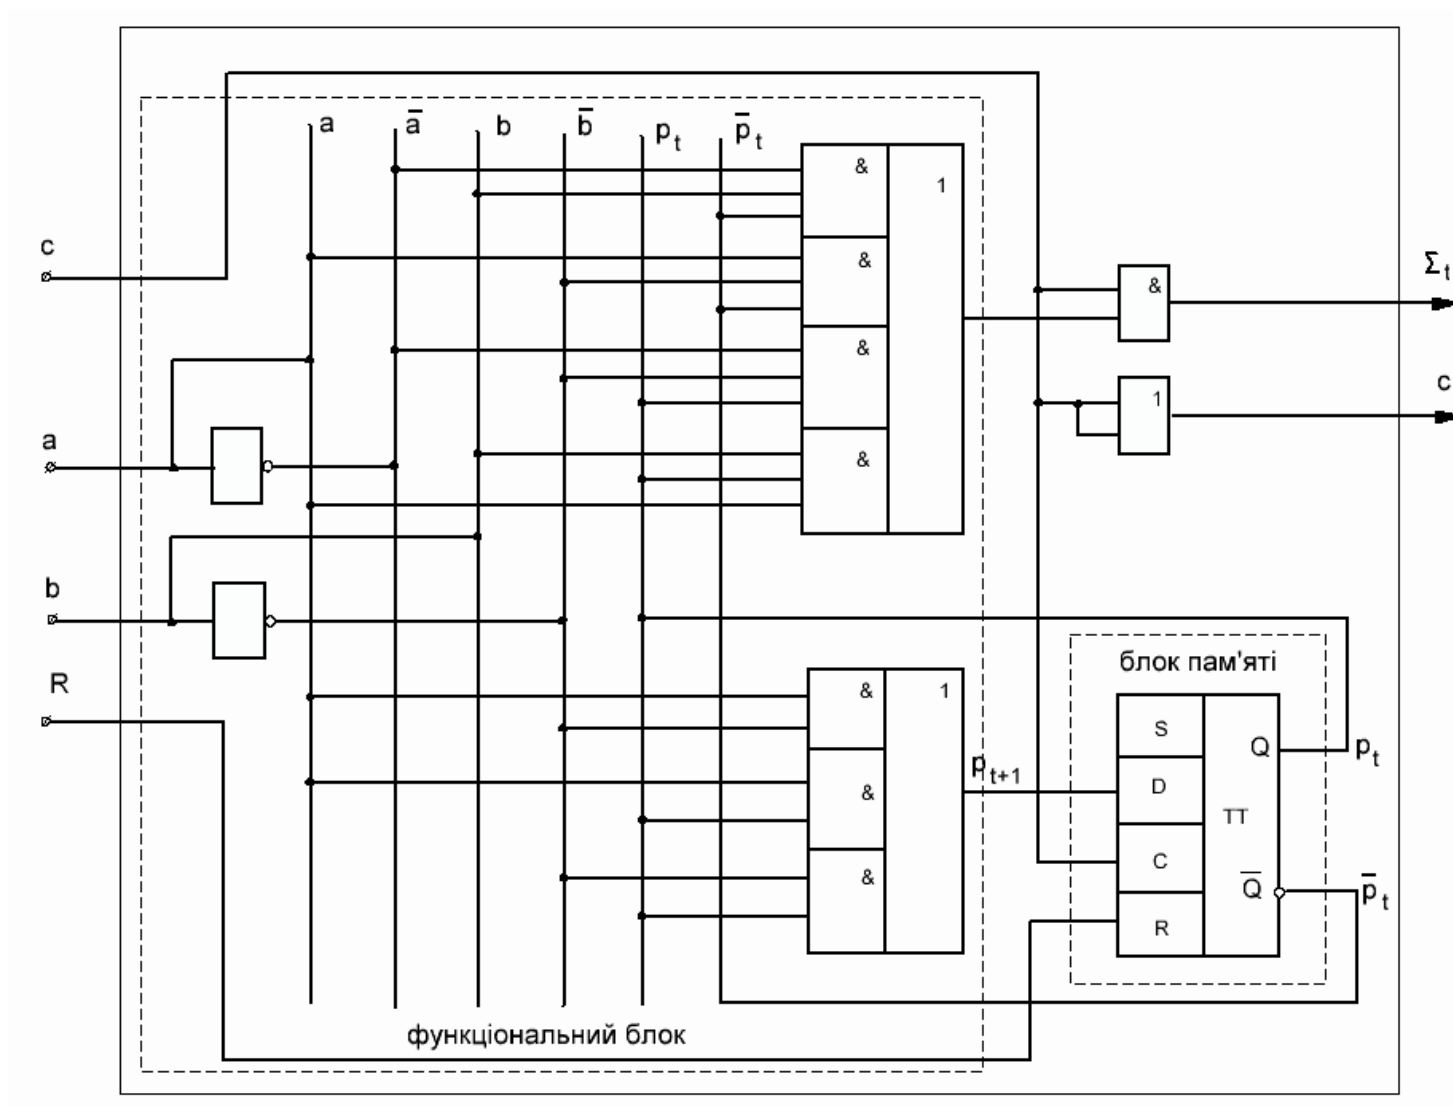 a a̅ b b̅ pₜ p̅ₜ
& 1
c
&
& Σₜ
&
1 c
a
&
b
блок пам'яті
R
& 1
S
Q pₜ
pₜ₊₁
D
&
TT
C
&
Q̅ p̅ₜ
R
функціональний блок